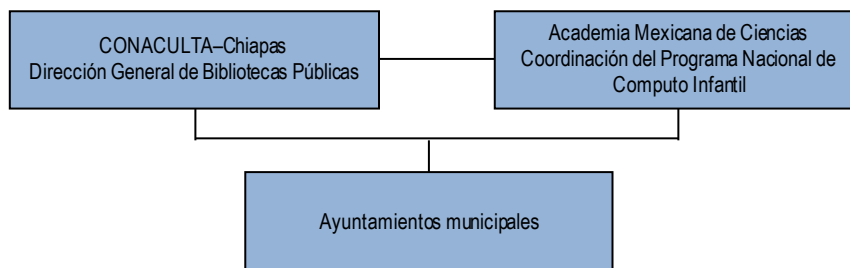 CONACULTA–Chiapas
Dirección General de Bibliotecas Públicas
Academia Mexicana de Ciencias
Coordinación del Programa Nacional de
Computo Infantil
Ayuntamientos municipales